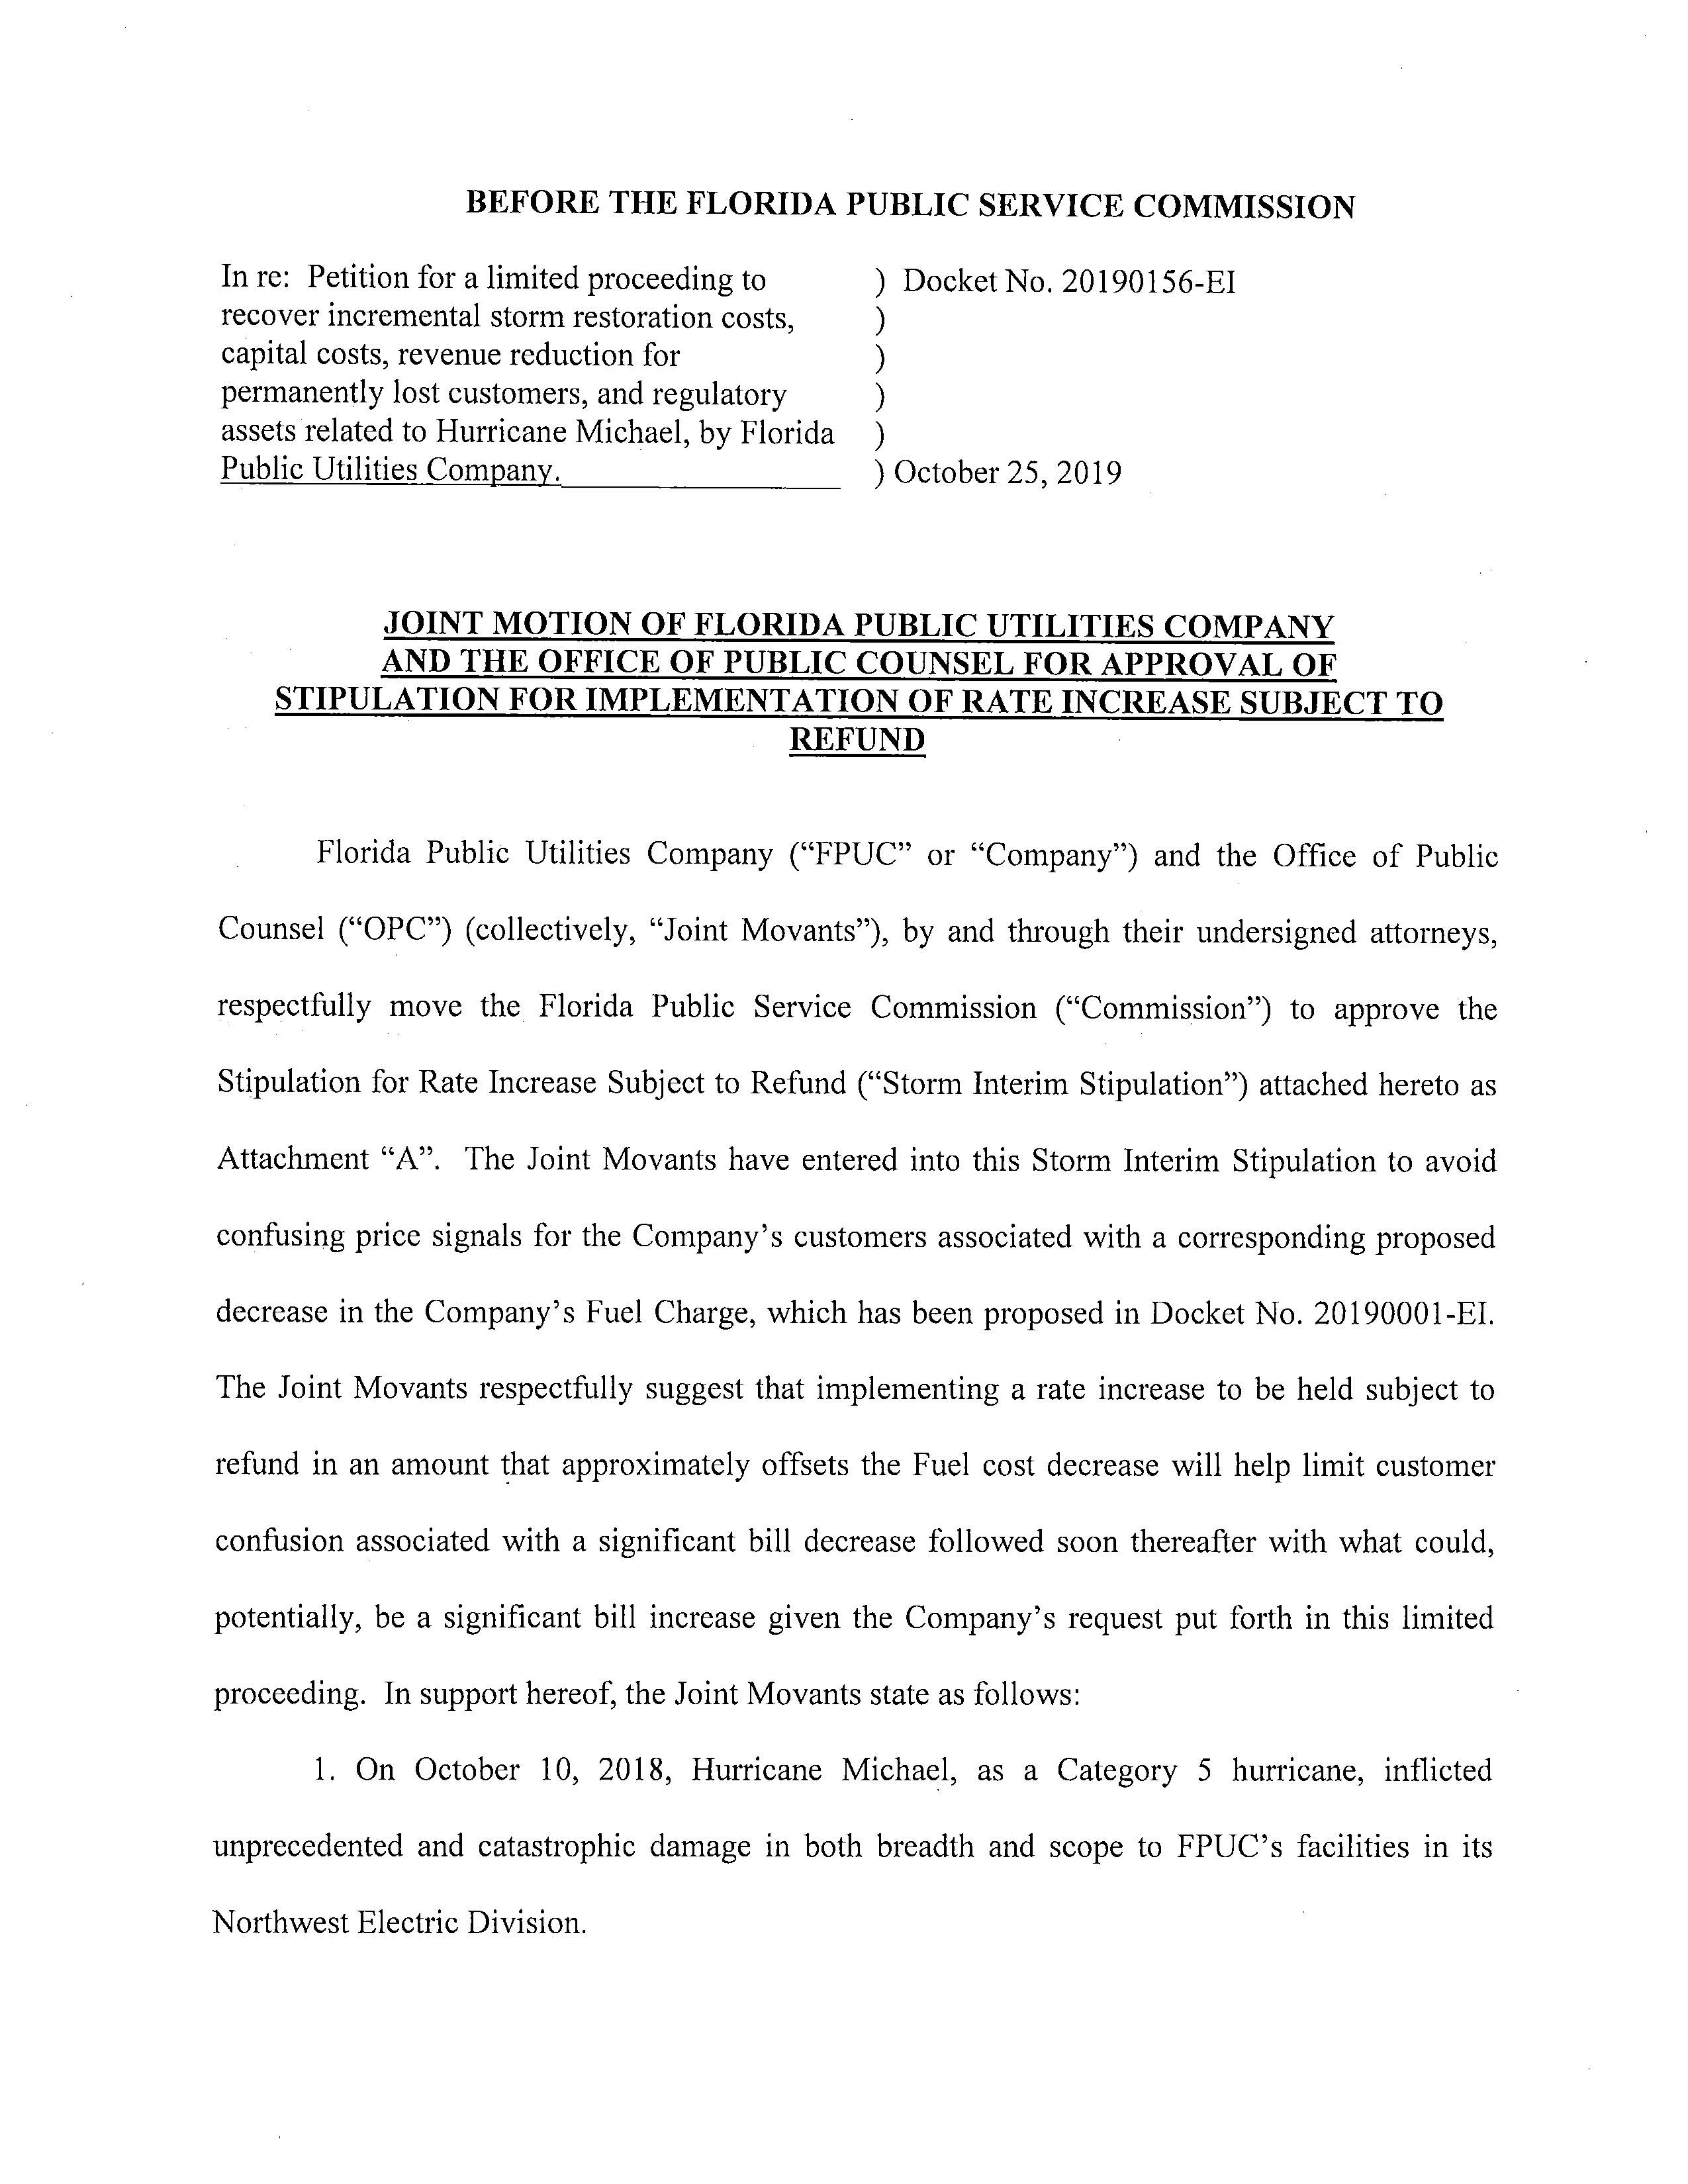 BEFORE THE FLORIDA PUBLIC SERVICE COMMISSION
In re: Petition for a limited proceeding to ) Docket No. 20190156-EI
recover incremental storm restoration costs, )
capital costs, revenue reduction for )
permanently lost customers, and regulatory )
assets related to Hurricane Michael, by Florida )
Public Utilities Company. ) October 25, 2019
JOINT MOTION OF FLORIDA PUBLIC UTILITIES COMPANY
AND THE OFFICE OF PUBLIC COUNSEL FOR APPROVAL OF
STIPULATION FOR IMPLEMENTATION OF RATE INCREASE SUBJECT TO
REFUND
Florida Public Utilities Company (“FPUC” or “Company”) and the Office of Public
Counsel (“OPC”) (collectively, “Joint Movants”), by and through their undersigned attorneys,
respectfully move the Florida Public Service Commission (“Commission”) to approve the
Stipulation for Rate Increase Subject to Refund (“Storm Interim Stipulation”) attached hereto as
Attachment “A”. The Joint Movants have entered into this Storm Interim Stipulation to avoid
confusing price signals for the Company’s customers associated with a corresponding proposed
decrease in the Company’s Fuel Charge, which has been proposed in Docket No. 20190001-EI.
The Joint Movants respectfully suggest that implementing a rate increase to be held subject to
refund in an amount that approximately offsets the Fuel cost decrease will help limit customer
confusion associated with a significant bill decrease followed soon thereafter with what could,
potentially, be a significant bill increase given the Company’s request put forth in this limited
proceeding. In support hereof, the Joint Movants state as follows:
1. On October 10, 2018, Hurricane Michael, as a Category 5 hurricane, inflicted
unprecedented and catastrophic damage in both breadth and scope to FPUC’s facilities in its
Northwest Electric Division.